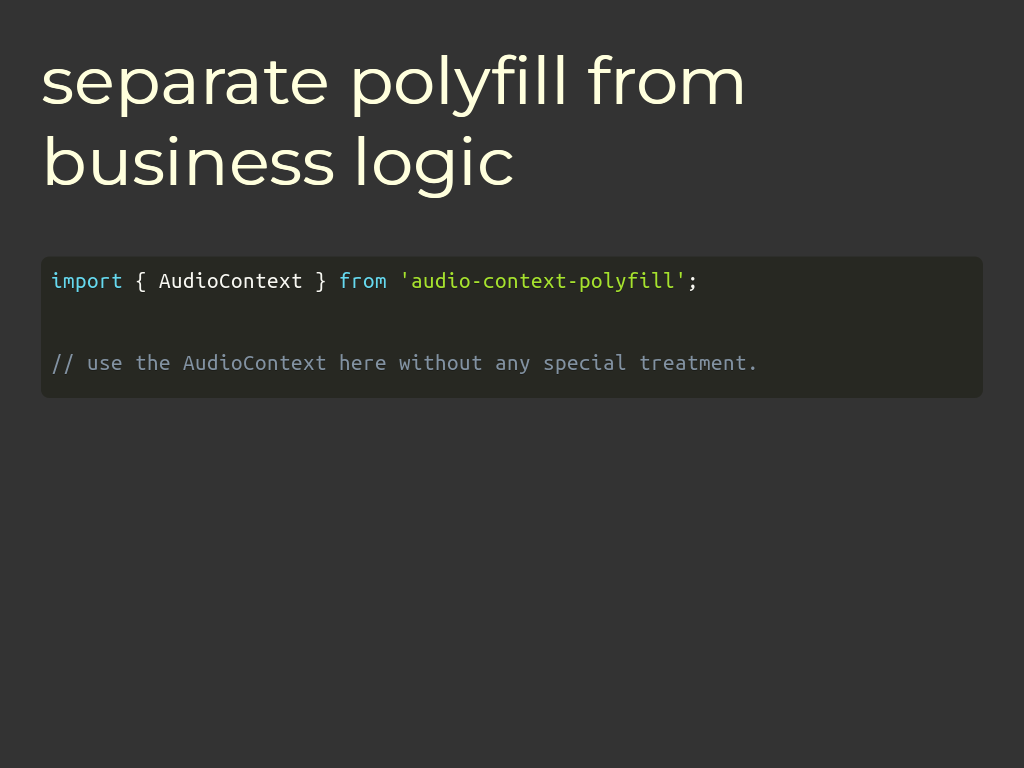 separate polyfill from
business logic
import { AudioContext } from 'audio-context-polyfill';
// use the AudioContext here without any special treatment.